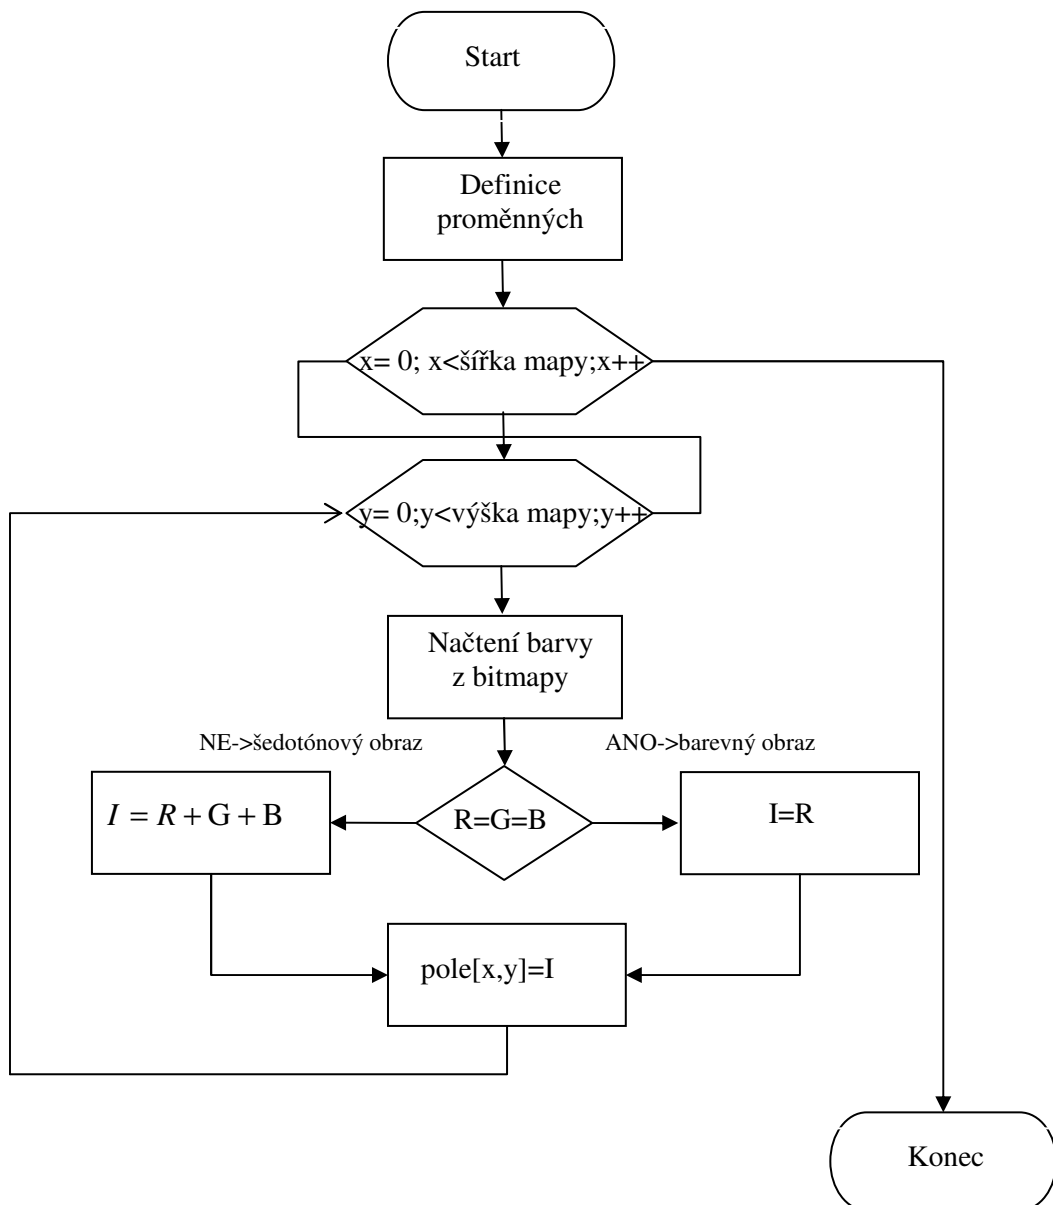 Start
Definice
proměnných
x= 0; x<šířka mapy;x++
y= 0;y<výška mapy;y++
Načtení barvy
z bitmapy
NE->šedotónový obraz
ANO->barevný obraz
I = R + G + B
R=G=B
I=R
pole[x,y]=I
Konec